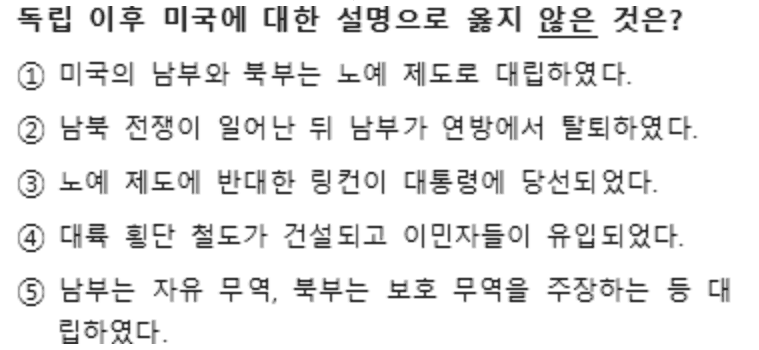 독립 이후 미국에 대한 설명으로 옳지 않은 것은?
① 미국의 남부와 북부는 노예 제도로 대립하였다.
② 남북 전쟁이 일어난 뒤 남부가 연방에서 탈퇴하였다.
③ 노예 제도에 반대한 링컨이 대통령에 당선되었다.
④ 대륙 횡단 철도가 건설되고 이민자들이 유입되었다.
⑤ 남부는 자유 무역, 북부는 보호 무역을 주장하는 등 대
립하였다.